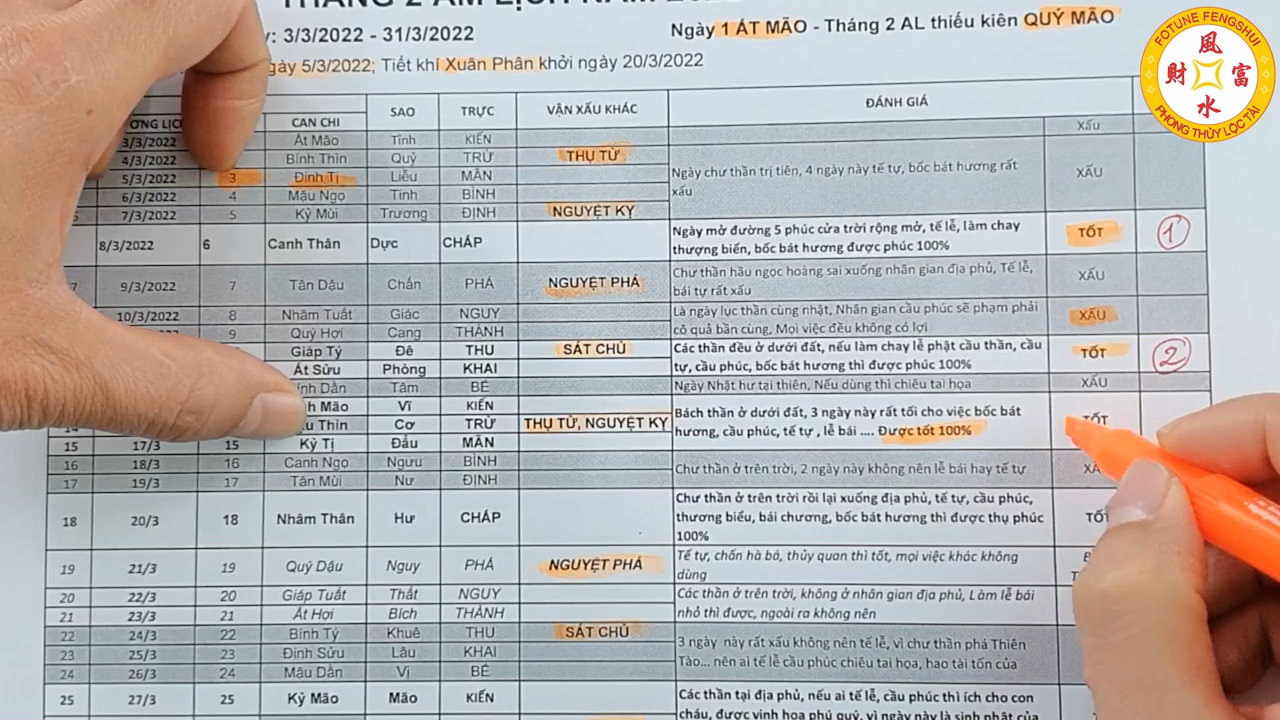 THÁNG 2 ÂM LỊCH NĂM
3/3/2022 - 31/3/2022
Ngày 1 ÁT MÃO - Tháng 2 AL thiếu kiên QUÝ MÃO
gày 5/3/2022; Tiết khí Xuân Phân khởi ngày 20/3/2022
FOTUNE FENGSHUI
風
財 富
水
PHONG THỦY LỘC TÀI
ƠNG LỊC CAN CHI SAO TRỰC VẬN XẤU KHÁC ĐÁNH GIÁ
Xấu
3/3/2022 Ất Mão Tỉnh KIẾN
4/3/2022 Bính Thìn Quỷ TRỪ THỤ TỬ
5/3/2022 3 Đinh Tị Liễu MÃN
Ngày chư thần trị tiên, 4 ngày này tế tự, bốc bát hương rất
xấu
XẤU
6/3/2022 4 Mậu Ngọ Tinh BÌNH
7/3/2022 5 Kỷ Mùi Trương ĐỊNH NGUYỆT KỴ
8/3/2022 6 Canh Thân Dực CHẤP
Ngày mở đường 5 phúc cửa trời rộng mở, tế lễ, làm chay
thượng biển, bốc bát hương được phúc 100%
TỐT 1
7 9/3/2022 7 Tân Dậu Chẩn PHÁ NGUYỆT PHÁ
Chư thần hầu ngọc hoàng sai xuống nhân gian địa phủ, Tế lễ,
bái tự rất xấu
XẤU
10/3/2022 8 Nhâm Tuất Giác NGUY
9 Quý Hợi Cang THÀNH
Là ngày lục thần cùng nhật, Nhân gian cầu phúc sẽ phạm phải
cô quả bần cùng, Mọi việc đều không có lợi
XẤU
Giáp Tý Đê THU SÁT CHỦ
Ất Sửu Phòng KHAI
Các thần đều ở dưới đất, nếu làm chay lễ phật cầu thần, cầu
tự, cầu phúc, bốc bát hương thì được phúc 100%
TỐT 2
ính Dần Tâm BẾ Ngày Nhật hư tại thiên, Nếu dùng thì chiêu tai họa XẤU
h Mão Vĩ KIẾN
u Thìn Cơ TRỪ THỤ TỬ, NGUYỆT KỴ
15 17/3 15 Kỷ Tị Đẩu MÃN
Bách thần ở dưới đất, 3 ngày này rất tối cho việc bốc bát
hương, cầu phúc, tế tự , lễ bái .... Được tốt 100%
TỐT
16 18/3 16 Canh Ngọ Ngưu BÌNH
17 19/3 17 Tân Mùi Nư ĐỊNH
Chư thần ở trên trời, 2 ngày này không nên lễ bái hay tế tự
XẤ
18 20/3 18 Nhâm Thân Hư CHẤP
Chư thần ở trên trời rồi lại xuống địa phủ, tế tự, cầu phúc,
thương biểu, bái chương, bốc bát hương thì được thụ phúc
100%
TỐT
19 21/3 19 Quý Dậu Nguy PHÁ NGUYỆT PHÁ
Tế tự, chấn hà bá, thủy quan thì tốt, mọi việc khác không
dùng
20 22/3 20 Giáp Tuất Thất NGUY
21 23/3 21 Ất Hợi Bích THÀNH
Các thần ở trên trời, không ở nhân gian địa phủ, Làm lễ bái
nhỏ thì được, ngoài ra không nên
22 24/3 22 Bính Tý Khuê THU SÁT CHỦ
23 25/3 23 Đinh Sửu Lâu KHAI
24 26/3 24 Mậu Dần Vị BẾ
3 ngày này rất xấu không nên tế lễ, vì chư thần phá Thiên
Tào... nên ai tế lễ cầu phúc chiêu tai họa, hao tài tốn của
25 27/3 25 Kỷ Mão Mão KIẾN
Các thần tại địa phủ, nếu ai tế lễ, cầu phúc thì ích cho con
cháu, được vinh hoa phú quý, vì ngày này là sinh nhật của